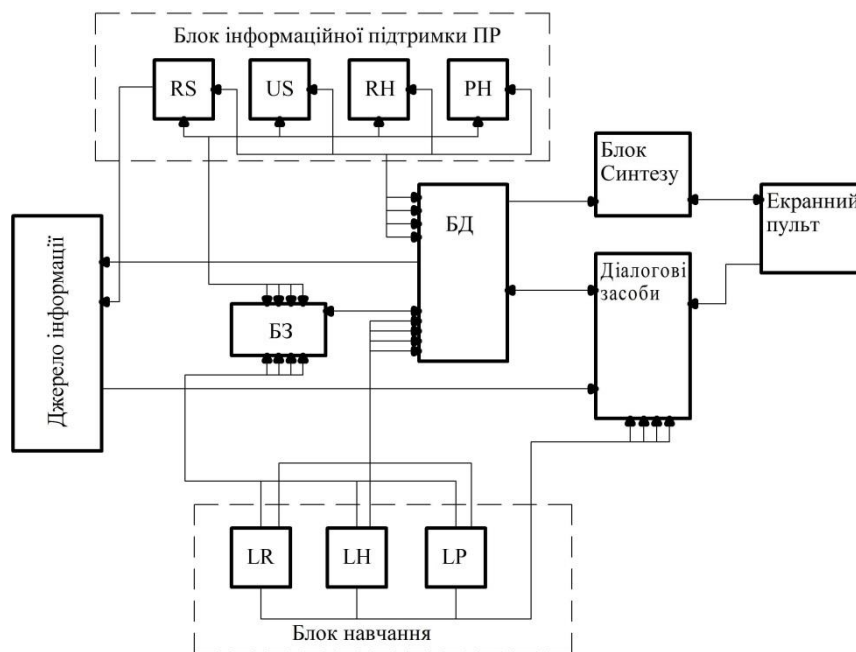 Блок інформаційної підтримки ПР
RS
US
RH
PH
Блок
Синтезу
Екранний
пульт
БД
Діалогові
засоби
Джерело інформації
БЗ
LR
LH
LP
Блок навчання